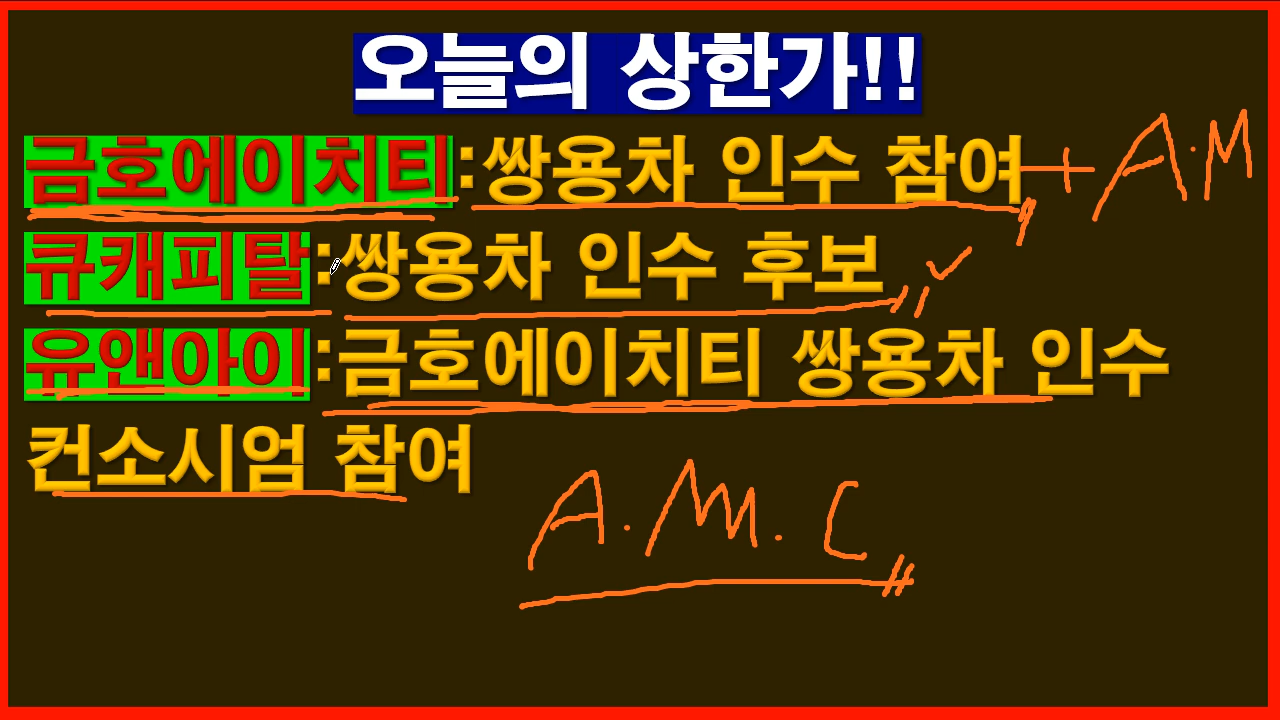 오늘의 상한가!!
금호에이치티:쌍용차 인수 참여 + A.M
큐캐피탈:쌍용차 인수 후보
유앤아이:금호에이치티 쌍용차 인수
컨소시엄 참여
A.M.C